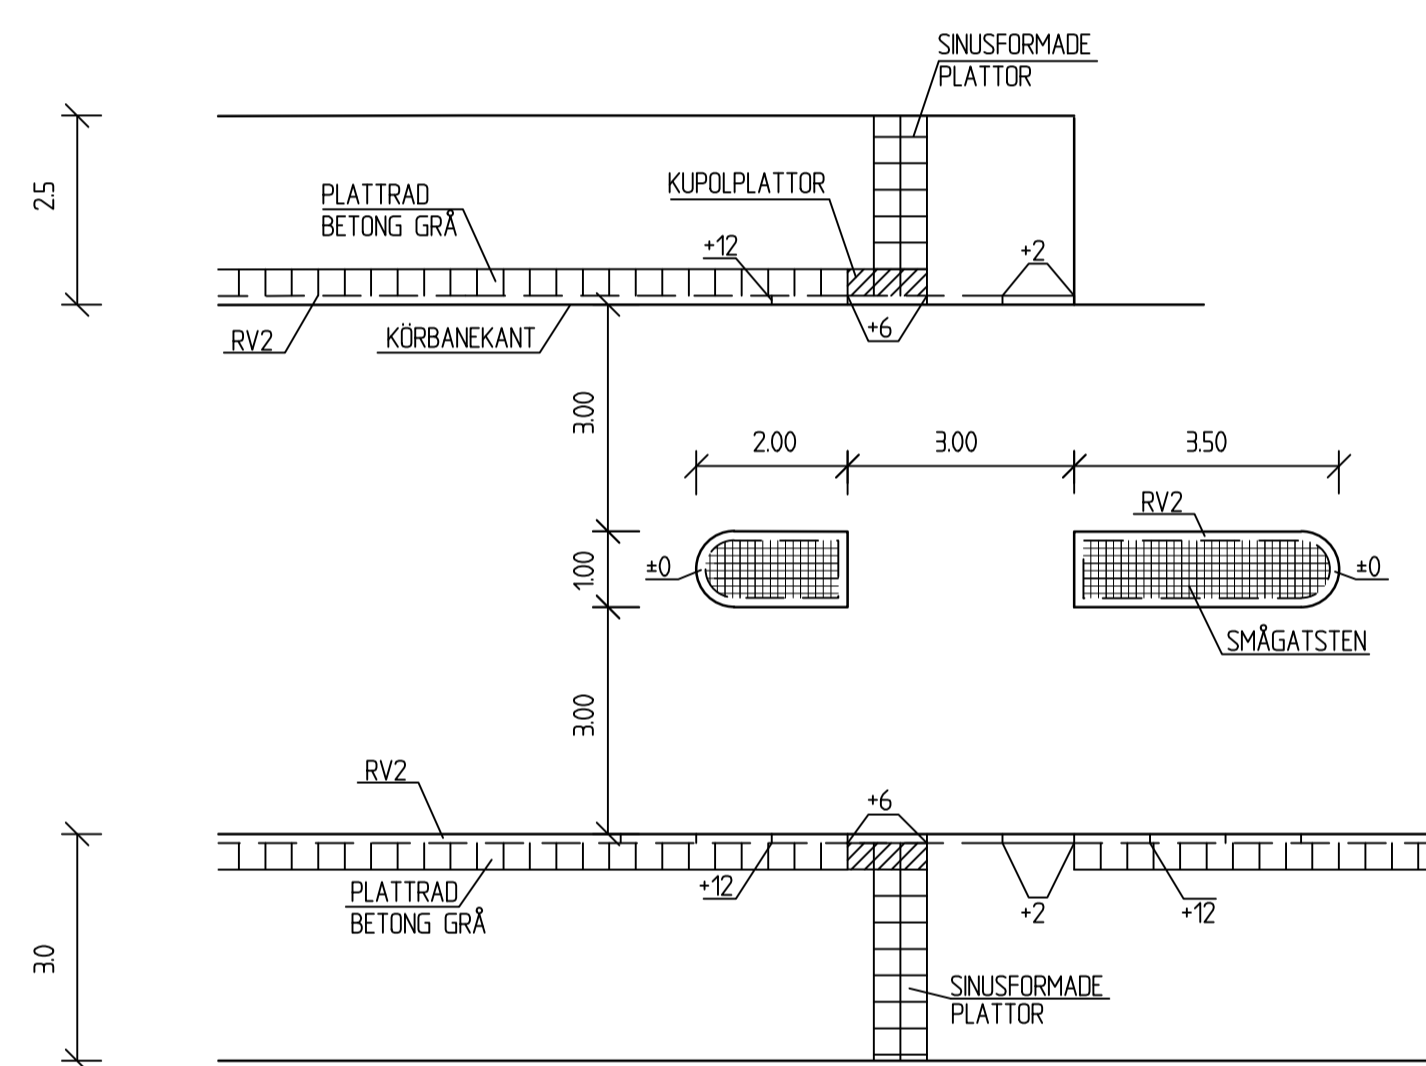 SINUSFORMADE
PLATTOR
2.5
PLATTRAD
BETONG GRÅ
KUPOLPLATTOR
+12
+2
RV2
KÖRBANEKANT
+6
3.00
2.00
3.00
3.50
RV2
±0
1.00
±0
SMÅGATSTEN
3.00
RV2
+6
PLATTRAD
BETONG GRÅ
+12
+2
+12
3.0
SINUSFORMADE
PLATTOR